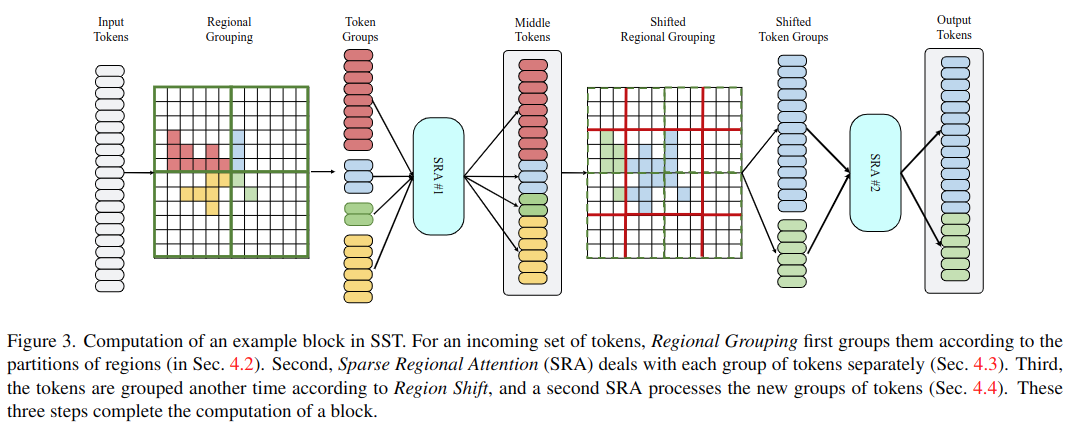 Input
Tokens
Regional
Grouping
Token
Groups
Middle
Tokens
Shifted
Regional Grouping
Shifted
Token Groups
Output
Tokens
SRA #1
SRA #2
Figure 3. Computation of an example block in SST. For an incoming set of tokens, Regional Grouping first groups them according to the
partitions of regions (in Sec. 4.2). Second, Sparse Regional Attention (SRA) deals with each group of tokens separately (Sec. 4.3). Third,
the tokens are grouped another time according to Region Shift, and a second SRA processes the new groups of tokens (Sec. 4.4). These
three steps complete the computation of a block.